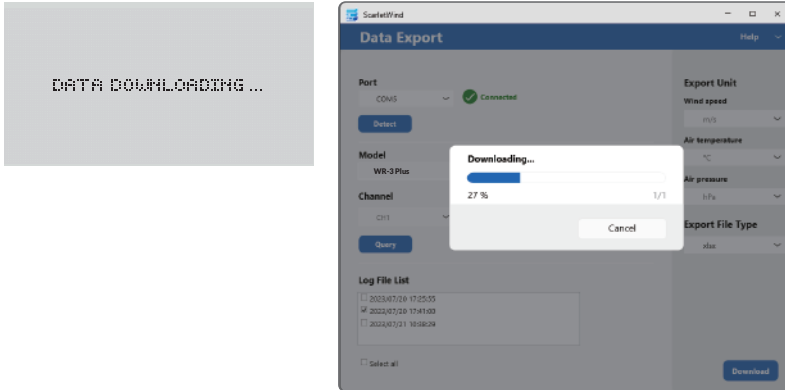 DATA DOWNLOADING...
ScarletWind
Data Export
Help
Port
COM5
Connected
Detect
Model
WR-3 Plus
Channel
CH1
Query
Log File List
2023/07/20 17:25:55
2023/07/20 17:41:00
2023/07/21 10:08:29
Select all
Downloading...
27 %
1/1
Cancel
Export Unit
Wind speed
m/s
Air temperature
℃
Air pressure
hPa
Export File Type
xlsx
Download